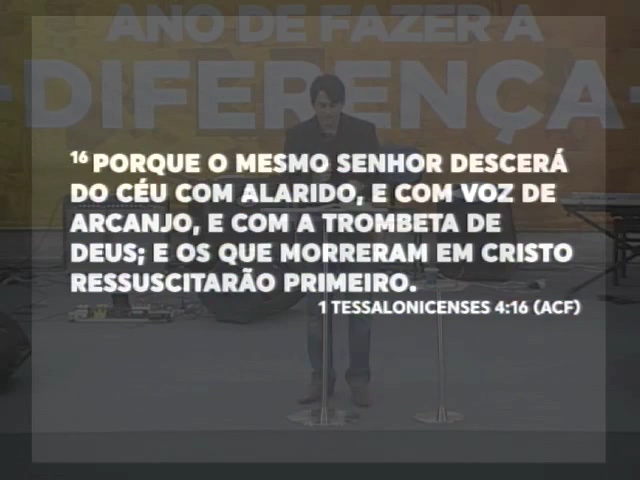 ANO DE FAZER A
DIFERENÇA
16 PORQUE O MESMO SENHOR DESCERÁ
DO CÉU COM ALARIDO, E COM VOZ DE
ARCANJO, E COM A TROMBETA DE
DEUS; E OS QUE MORRERAM EM CRISTO
RESSUSCITARÃO PRIMEIRO.
1 TESSALONICENSES 4:16 (ACF)